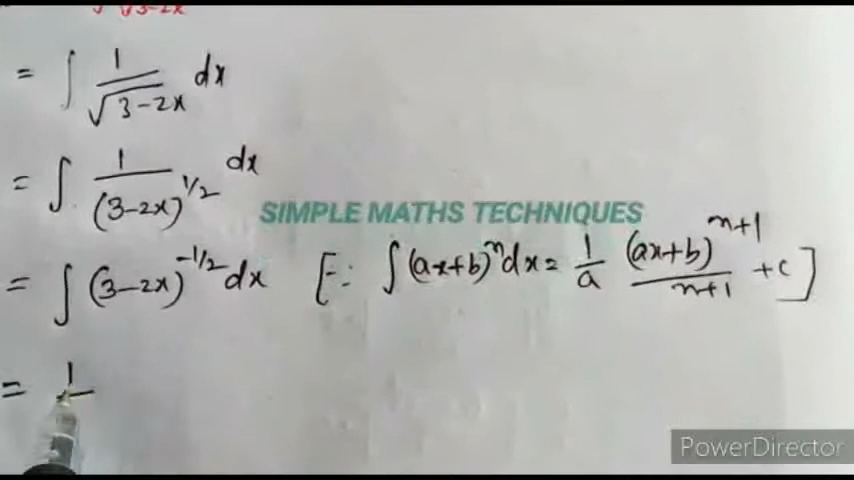 = ∫ 1/√(3-2x) dx
= ∫ 1/(3-2x)^1/2 dx
SIMPLE MATHS TECHNIQUES
= ∫ (3-2x)^-1/2 dx [∵ ∫ (ax+b)^n dx = 1/a (ax+b)^n+1/n+1 + c]
= 1/
PowerDirector